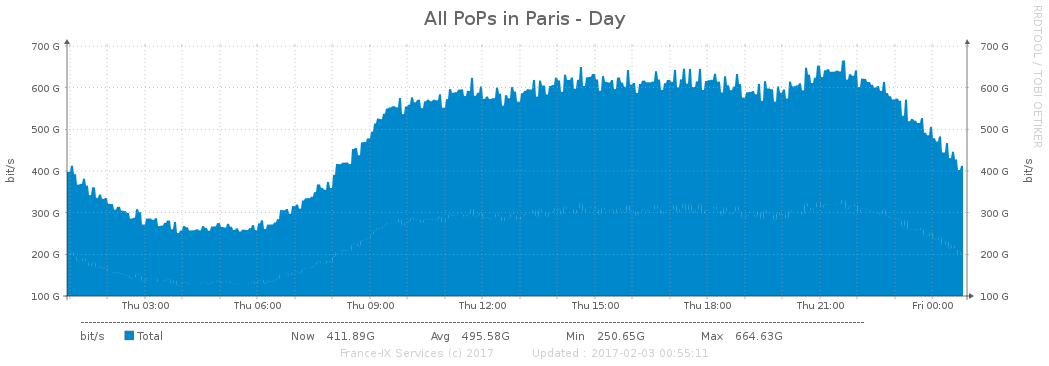 All PoPs in Paris - Day
RRDTOOL / TOBI OETIKER
700 G 700 G
600 G 600 G
500 G 500 G
400 G 400 G
300 G 300 G
200 G 200 G
100 G 100 G
bit/s bit/s
Thu 03:00 Thu 06:00 Thu 09:00 Thu 12:00 Thu 15:00 Thu 18:00 Thu 21:00 Fri 00:00
bit/s Total Now 411.89G Avg 495.58G Min 250.65G Max 664.63G
France-IX Services (c) 2017 Updated : 2017-02-03 00:55:11